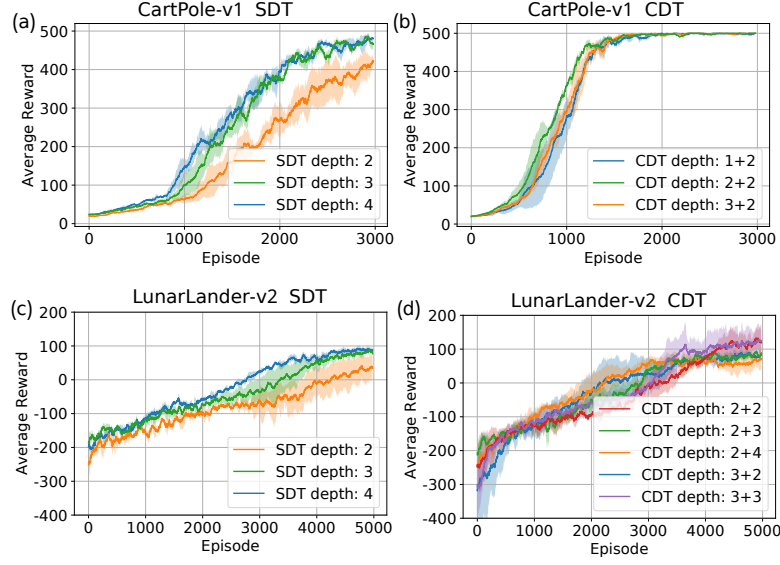 (a)
CartPole-v1 SDT
500
400
300
200
100
0
Average Reward
SDT depth: 2
SDT depth: 3
SDT depth: 4
0 1000 2000 3000
Episode
(b)
CartPole-v1 CDT
500
400
300
200
100
0
Average Reward
CDT depth: 1+2
CDT depth: 2+2
CDT depth: 3+2
0 1000 2000 3000
Episode
(c)
LunarLander-v2 SDT
200
100
0
-100
-200
-300
-400
Average Reward
SDT depth: 2
SDT depth: 3
SDT depth: 4
0 1000 2000 3000 4000 5000
Episode
(d)
LunarLander-v2 CDT
200
100
0
-100
-200
-300
-400
Average Reward
CDT depth: 2+2
CDT depth: 2+3
CDT depth: 2+4
CDT depth: 3+2
CDT depth: 3+3
0 1000 2000 3000 4000 5000
Episode